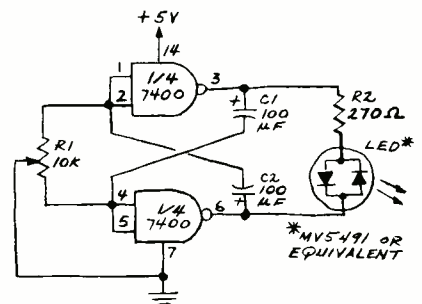 +5V
14
1
2
1/4
7400
3
+
C1
100
µF
R2
270Ω
R1
10K
LED*
C2
100
µF
+
4
5
1/4
7400
6
7
*MV5491 OR
EQUIVALENT